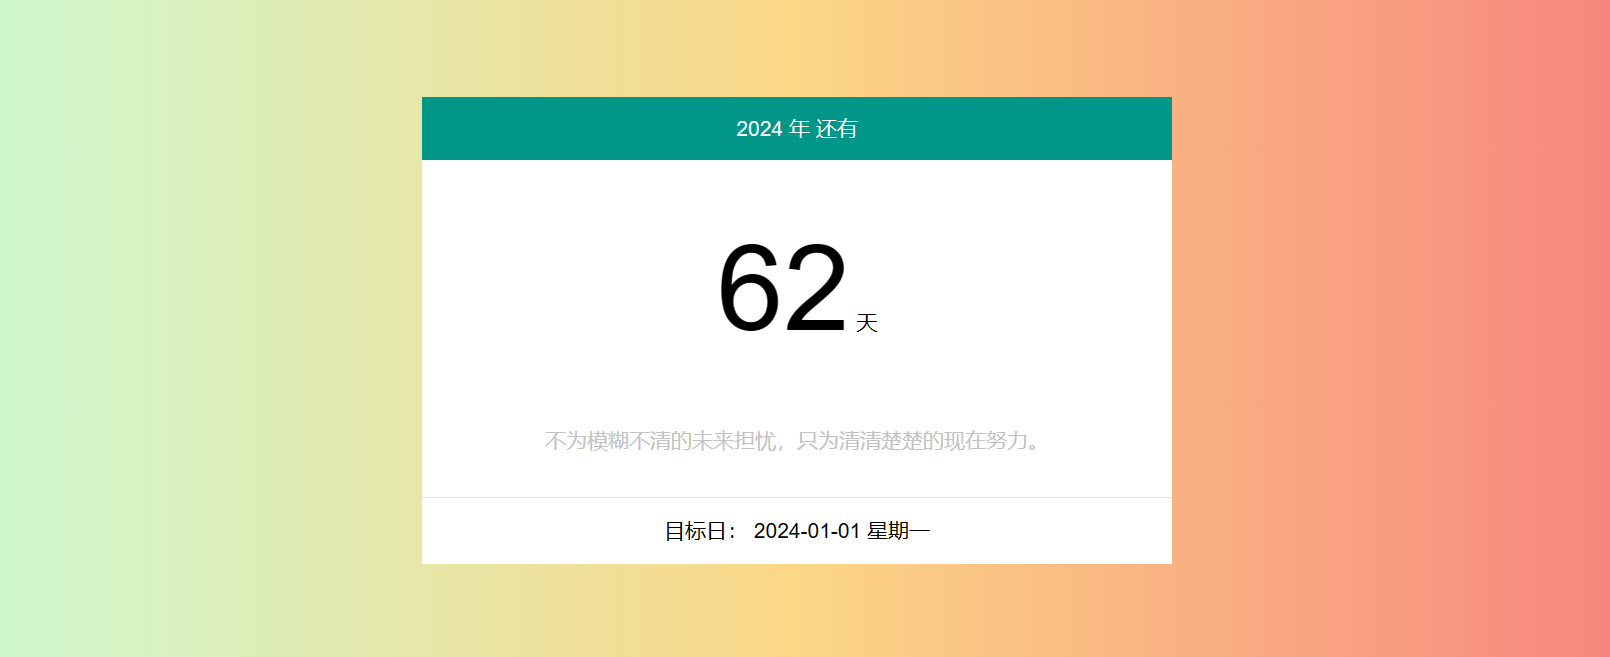 2024 年 还有
62 天
不为模糊不清的未来担忧，只为清清楚楚的现在努力。
目标日： 2024-01-01 星期一